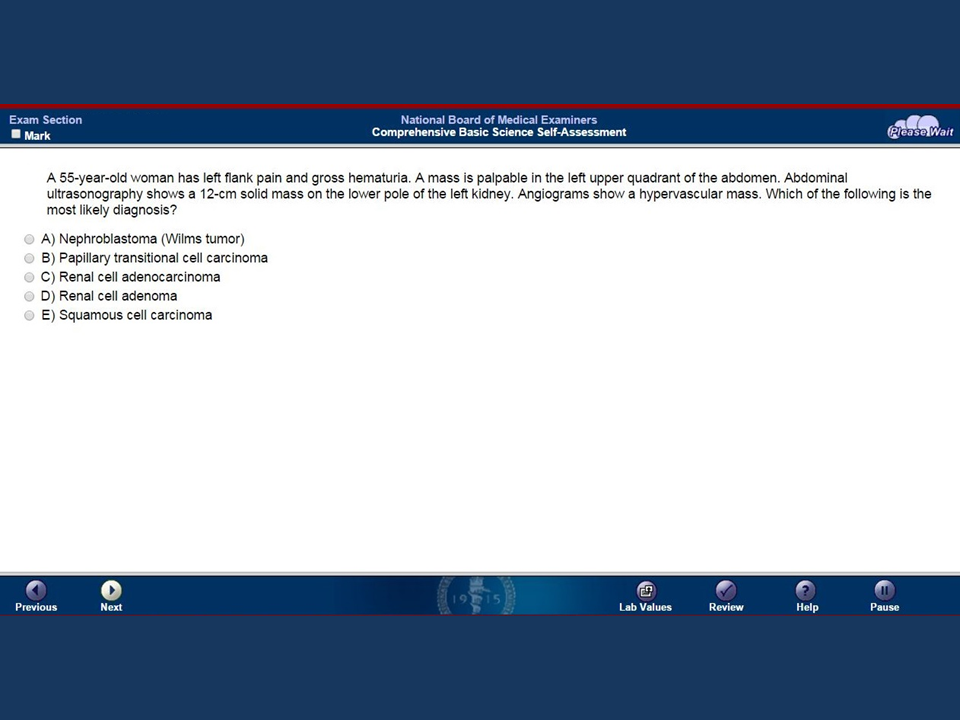 Exam Section
Mark
National Board of Medical Examiners
Comprehensive Basic Science Self-Assessment
Please Wait
A 55-year-old woman has left flank pain and gross hematuria. A mass is palpable in the left upper quadrant of the abdomen. Abdominal
ultrasonography shows a 12-cm solid mass on the lower pole of the left kidney. Angiograms show a hypervascular mass. Which of the following is the
most likely diagnosis?
A) Nephroblastoma (Wilms tumor)
B) Papillary transitional cell carcinoma
C) Renal cell adenocarcinoma
D) Renal cell adenoma
E) Squamous cell carcinoma
Previous
Next
19 15
Lab Values
Review
Help
Pause